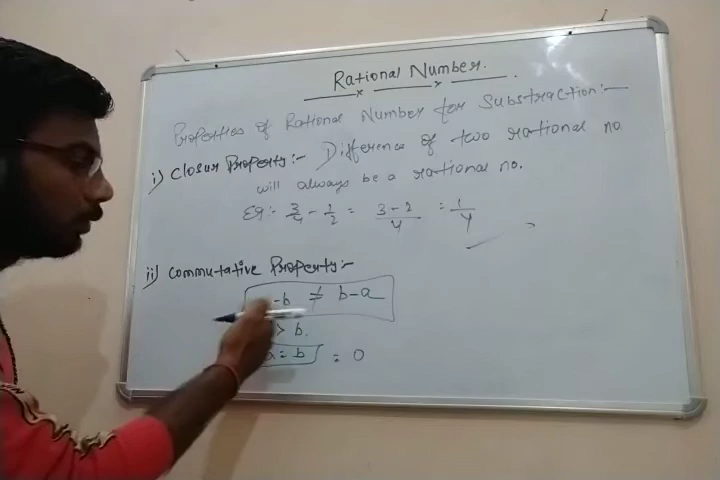 Rational Number.
Properties of Rational Number for Substraction:-
i) Closur Property:- Difference of two rational no.
will always be a rational no.
Eg:- 3/4 - 1/2 = 3-2/4 = 1/4
ii) Commutative Property:-
-b ≠ b-a
> b.
a = b = 0